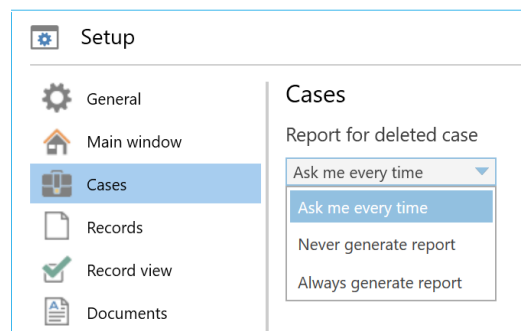 Setup
General
Main window
Cases
Records
Record view
Documents
Cases
Report for deleted case
Ask me every time
Ask me every time
Never generate report
Always generate report